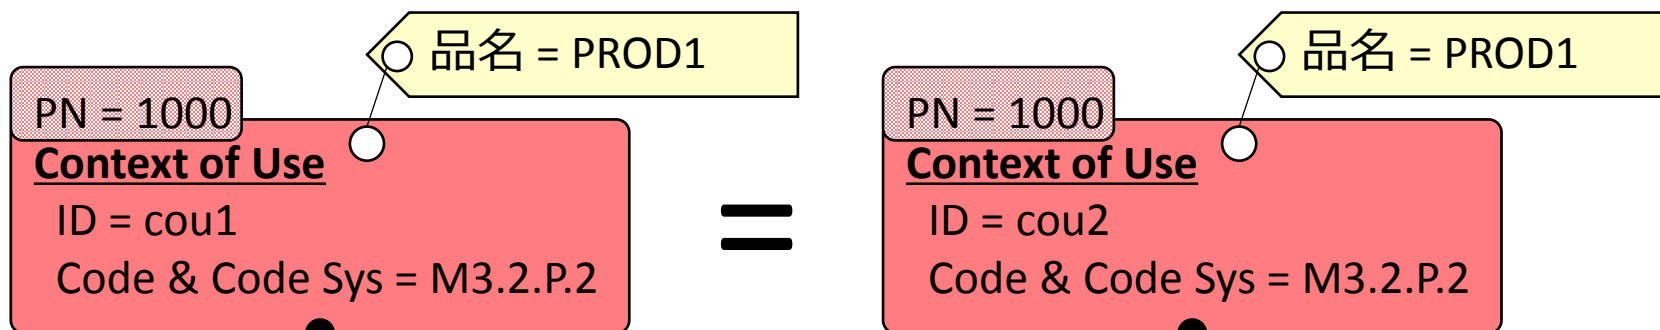 品名 = PROD1
PN = 1000
Context of Use
ID = cou1
Code & Code Sys = M3.2.P.2
=
品名 = PROD1
PN = 1000
Context of Use
ID = cou2
Code & Code Sys = M3.2.P.2